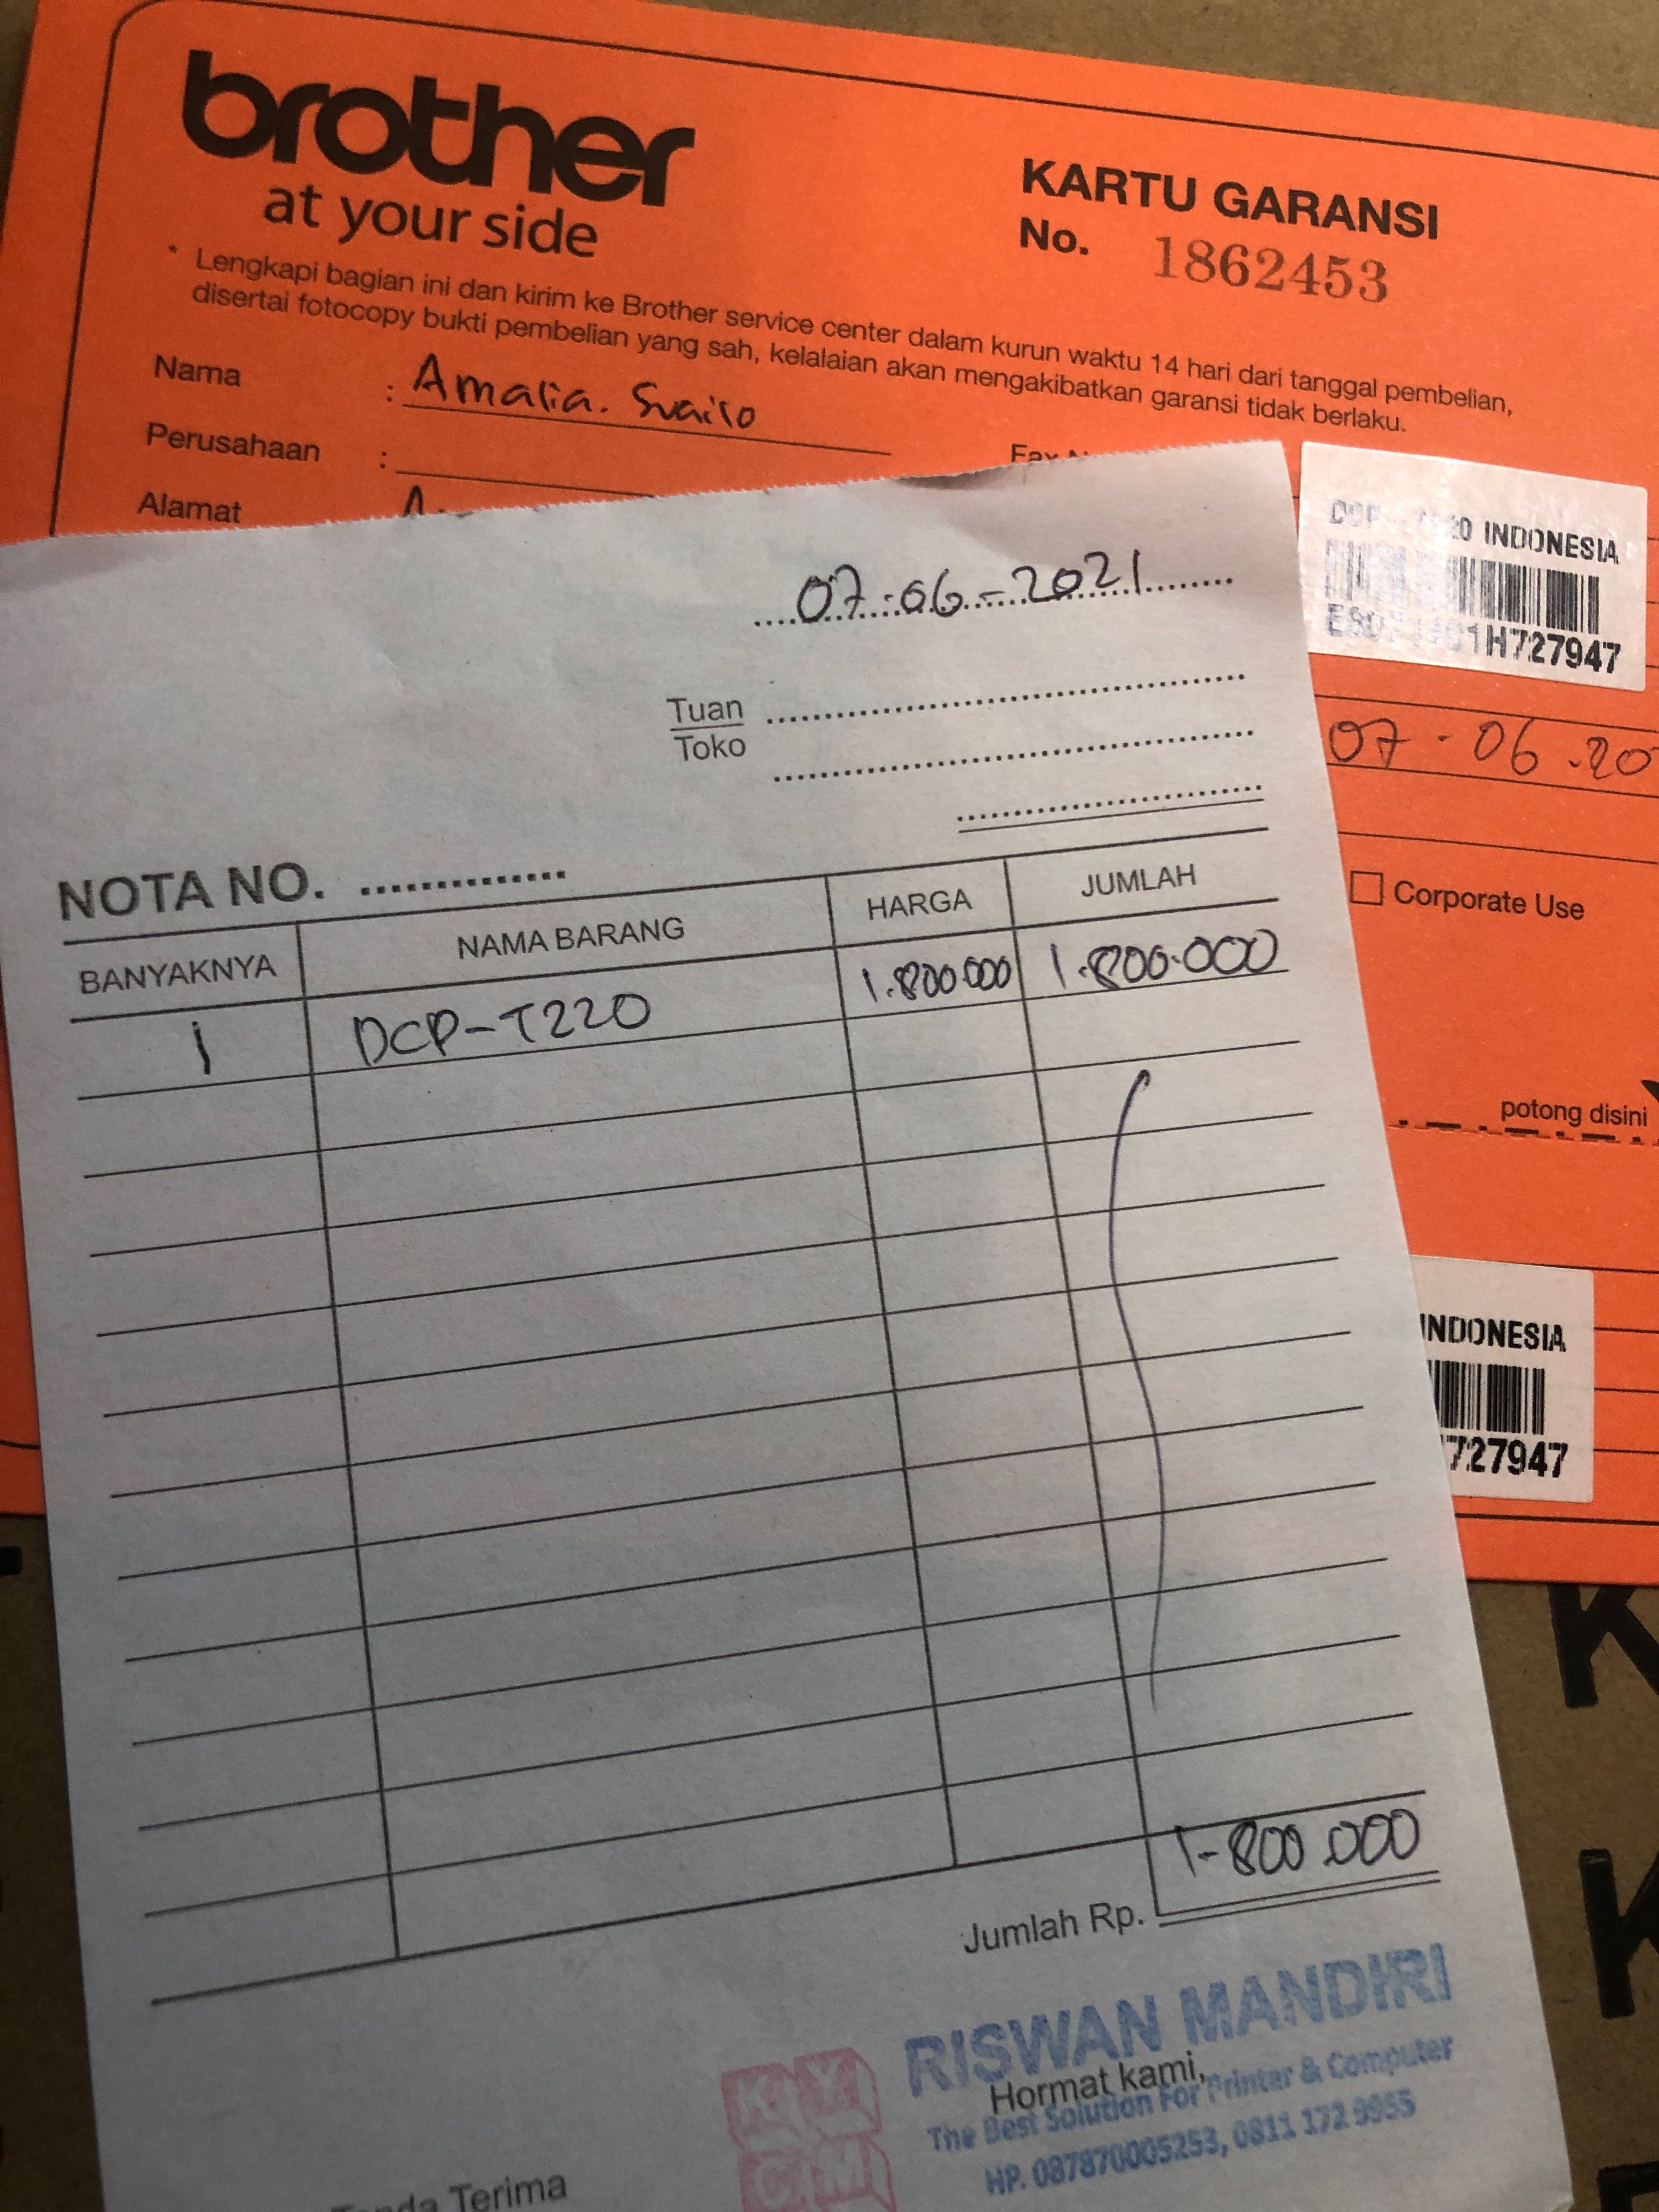 brother
at your side
KARTU GARANSI
No. 1862453
* Lengkapi bagian ini dan kirim ke Brother service center dalam kurun waktu 14 hari dari tanggal pembelian,
disertai fotocopy bukti pembelian yang sah, kelalaian akan mengakibatkan garansi tidak berlaku.
Nama : Amalia.
Perusahaan :
Fax
Alamat
INDONESIA
1H727947
07-06-2021
Tuan
Toko
07.06.20
NOTA NO.
Corporate Use
BANYAKNYA NAMA BARANG HARGA JUMLAH
1 DCP-T220 1.800.000 1.800.000
potong disini
INDONESIA
727947
Jumlah Rp. 1-800.000
RISWAN MANDIRI
Hormat kami,
The Best Solution For Printer & Computer
HP. 087870005253, 0811 172 9955
KYCM
Tanda Terima
K
K